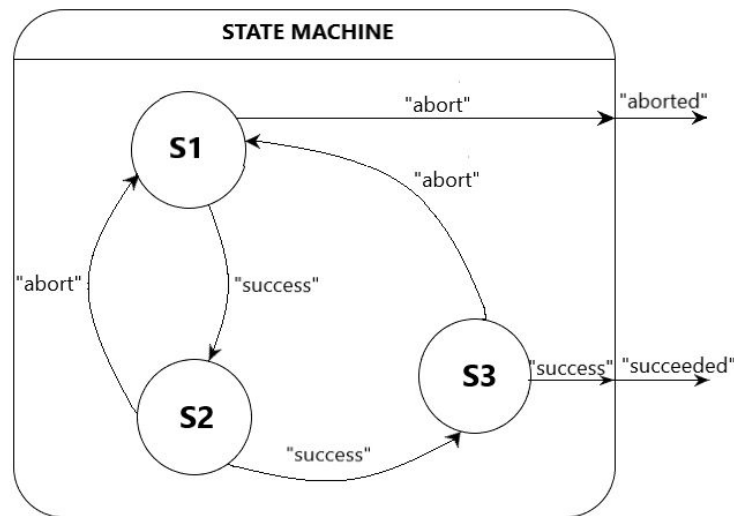 STATE MACHINE
"abort"
"aborted"
S1
"abort"
"abort"
"success"
"success"
"succeeded"
S3
S2
"success"